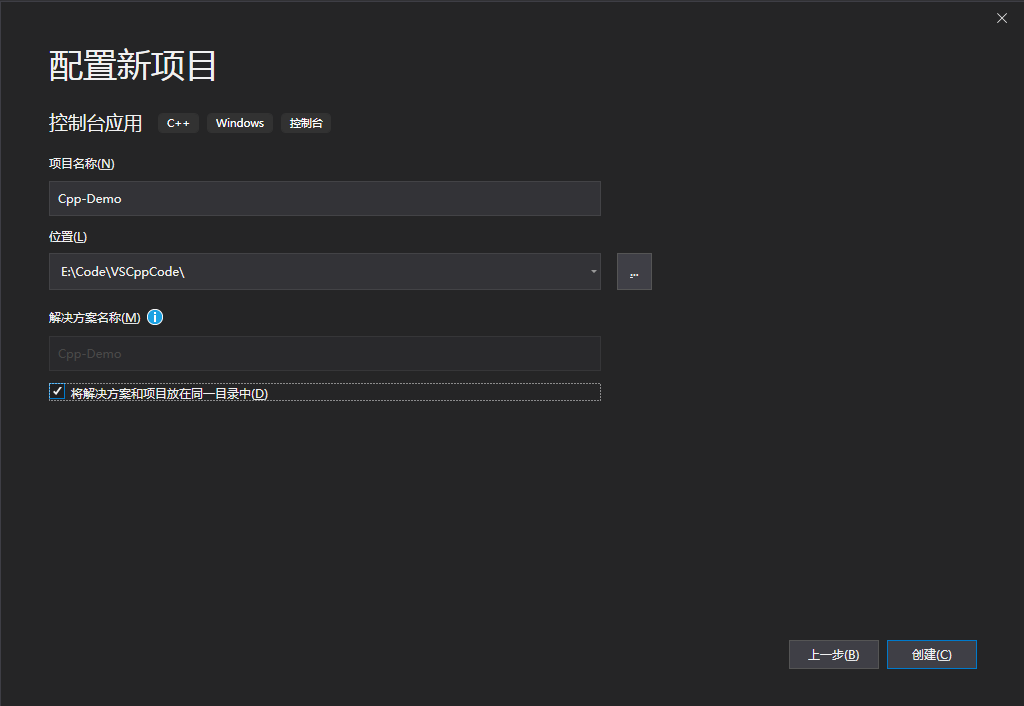 配置新项目
控制台应用 C++ Windows 控制台
项目名称(N)
Cpp-Demo
位置(L)
E:\Code\VSCppCode\
...
解决方案名称(M)
Cpp-Demo
将解决方案和项目放在同一目录中(D)
上一步(B) 创建(C)